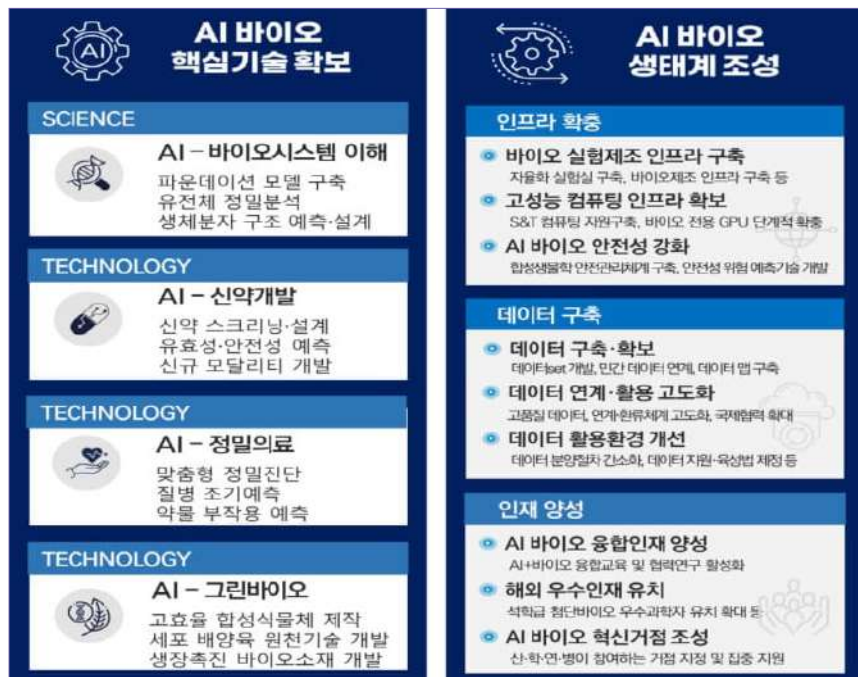 AI
AI 바이오
핵심기술 확보
SCIENCE
AI – 바이오시스템 이해
파운데이션 모델 구축
유전체 정밀분석
생체분자 구조 예측·설계
TECHNOLOGY
AI – 신약개발
신약 스크리닝·설계
유효성·안전성 예측
신규 모달리티 개발
TECHNOLOGY
AI – 정밀의료
맞춤형 정밀진단
질병 조기예측
약물 부작용 예측
TECHNOLOGY
AI – 그린바이오
고효율 합성식물체 제작
세포 배양육 원천기술 개발
생장촉진 바이오소재 개발
AI 바이오
생태계 조성
인프라 확충
바이오 실험제조 인프라 구축
자율화 실험실 구축, 바이오제조 인프라 구축 등
고성능 컴퓨팅 인프라 확보
S&T 컴퓨팅 자원구축, 바이오 전용 GPU 단계적 확충
AI 바이오 안전성 강화
합성생물학 안전관리체계 구축, 안전성 위험 예측기술 개발
데이터 구축
데이터 구축·확보
데이터set 개발, 민간 데이터 연계, 데이터 맵 구축
데이터 연계·활용 고도화
고품질 데이터, 연계·환류체계 고도화, 국제협력 확대
데이터 활용환경 개선
데이터 분양절차 간소화, 데이터 지원·육성법 제정 등
인재 양성
AI 바이오 융합인재 양성
AI+바이오 융합교육 및 협력연구 활성화
해외 우수인재 유치
석학급 첨단바이오 우수과학자 유치 확대 등
AI 바이오 혁신거점 조성
산·학·연·병이 참여하는 거점 지정 및 집중 지원